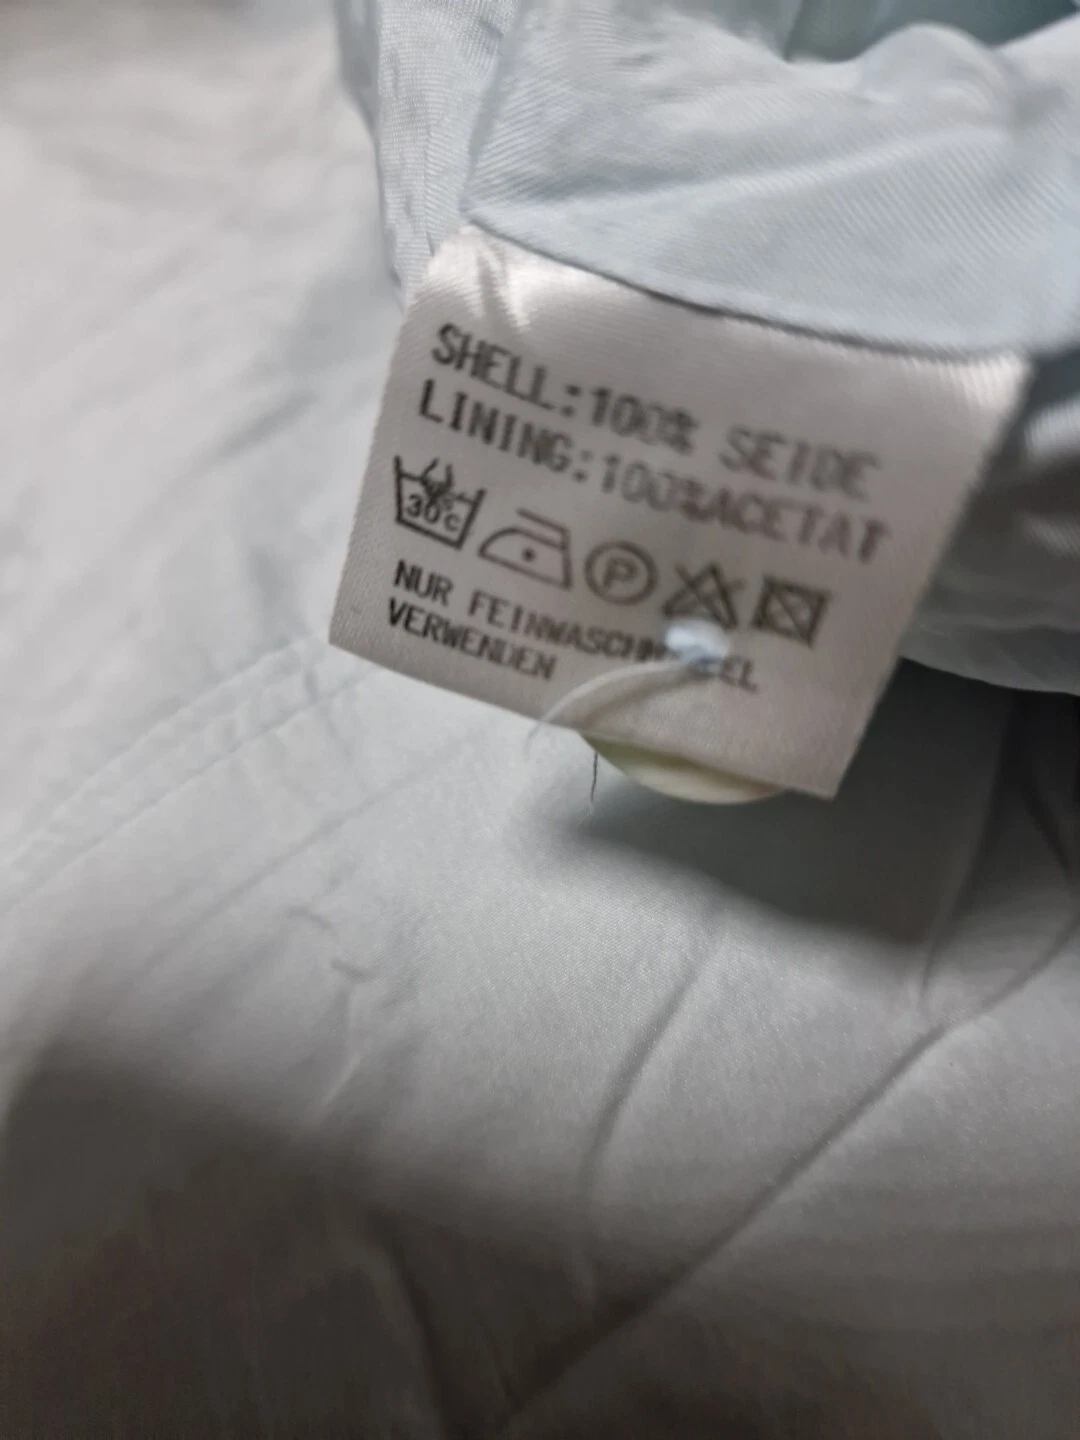 SHELL:100% SEIDE
LINING:100%ACETAT
30°C
P
NUR
VERWENDEN